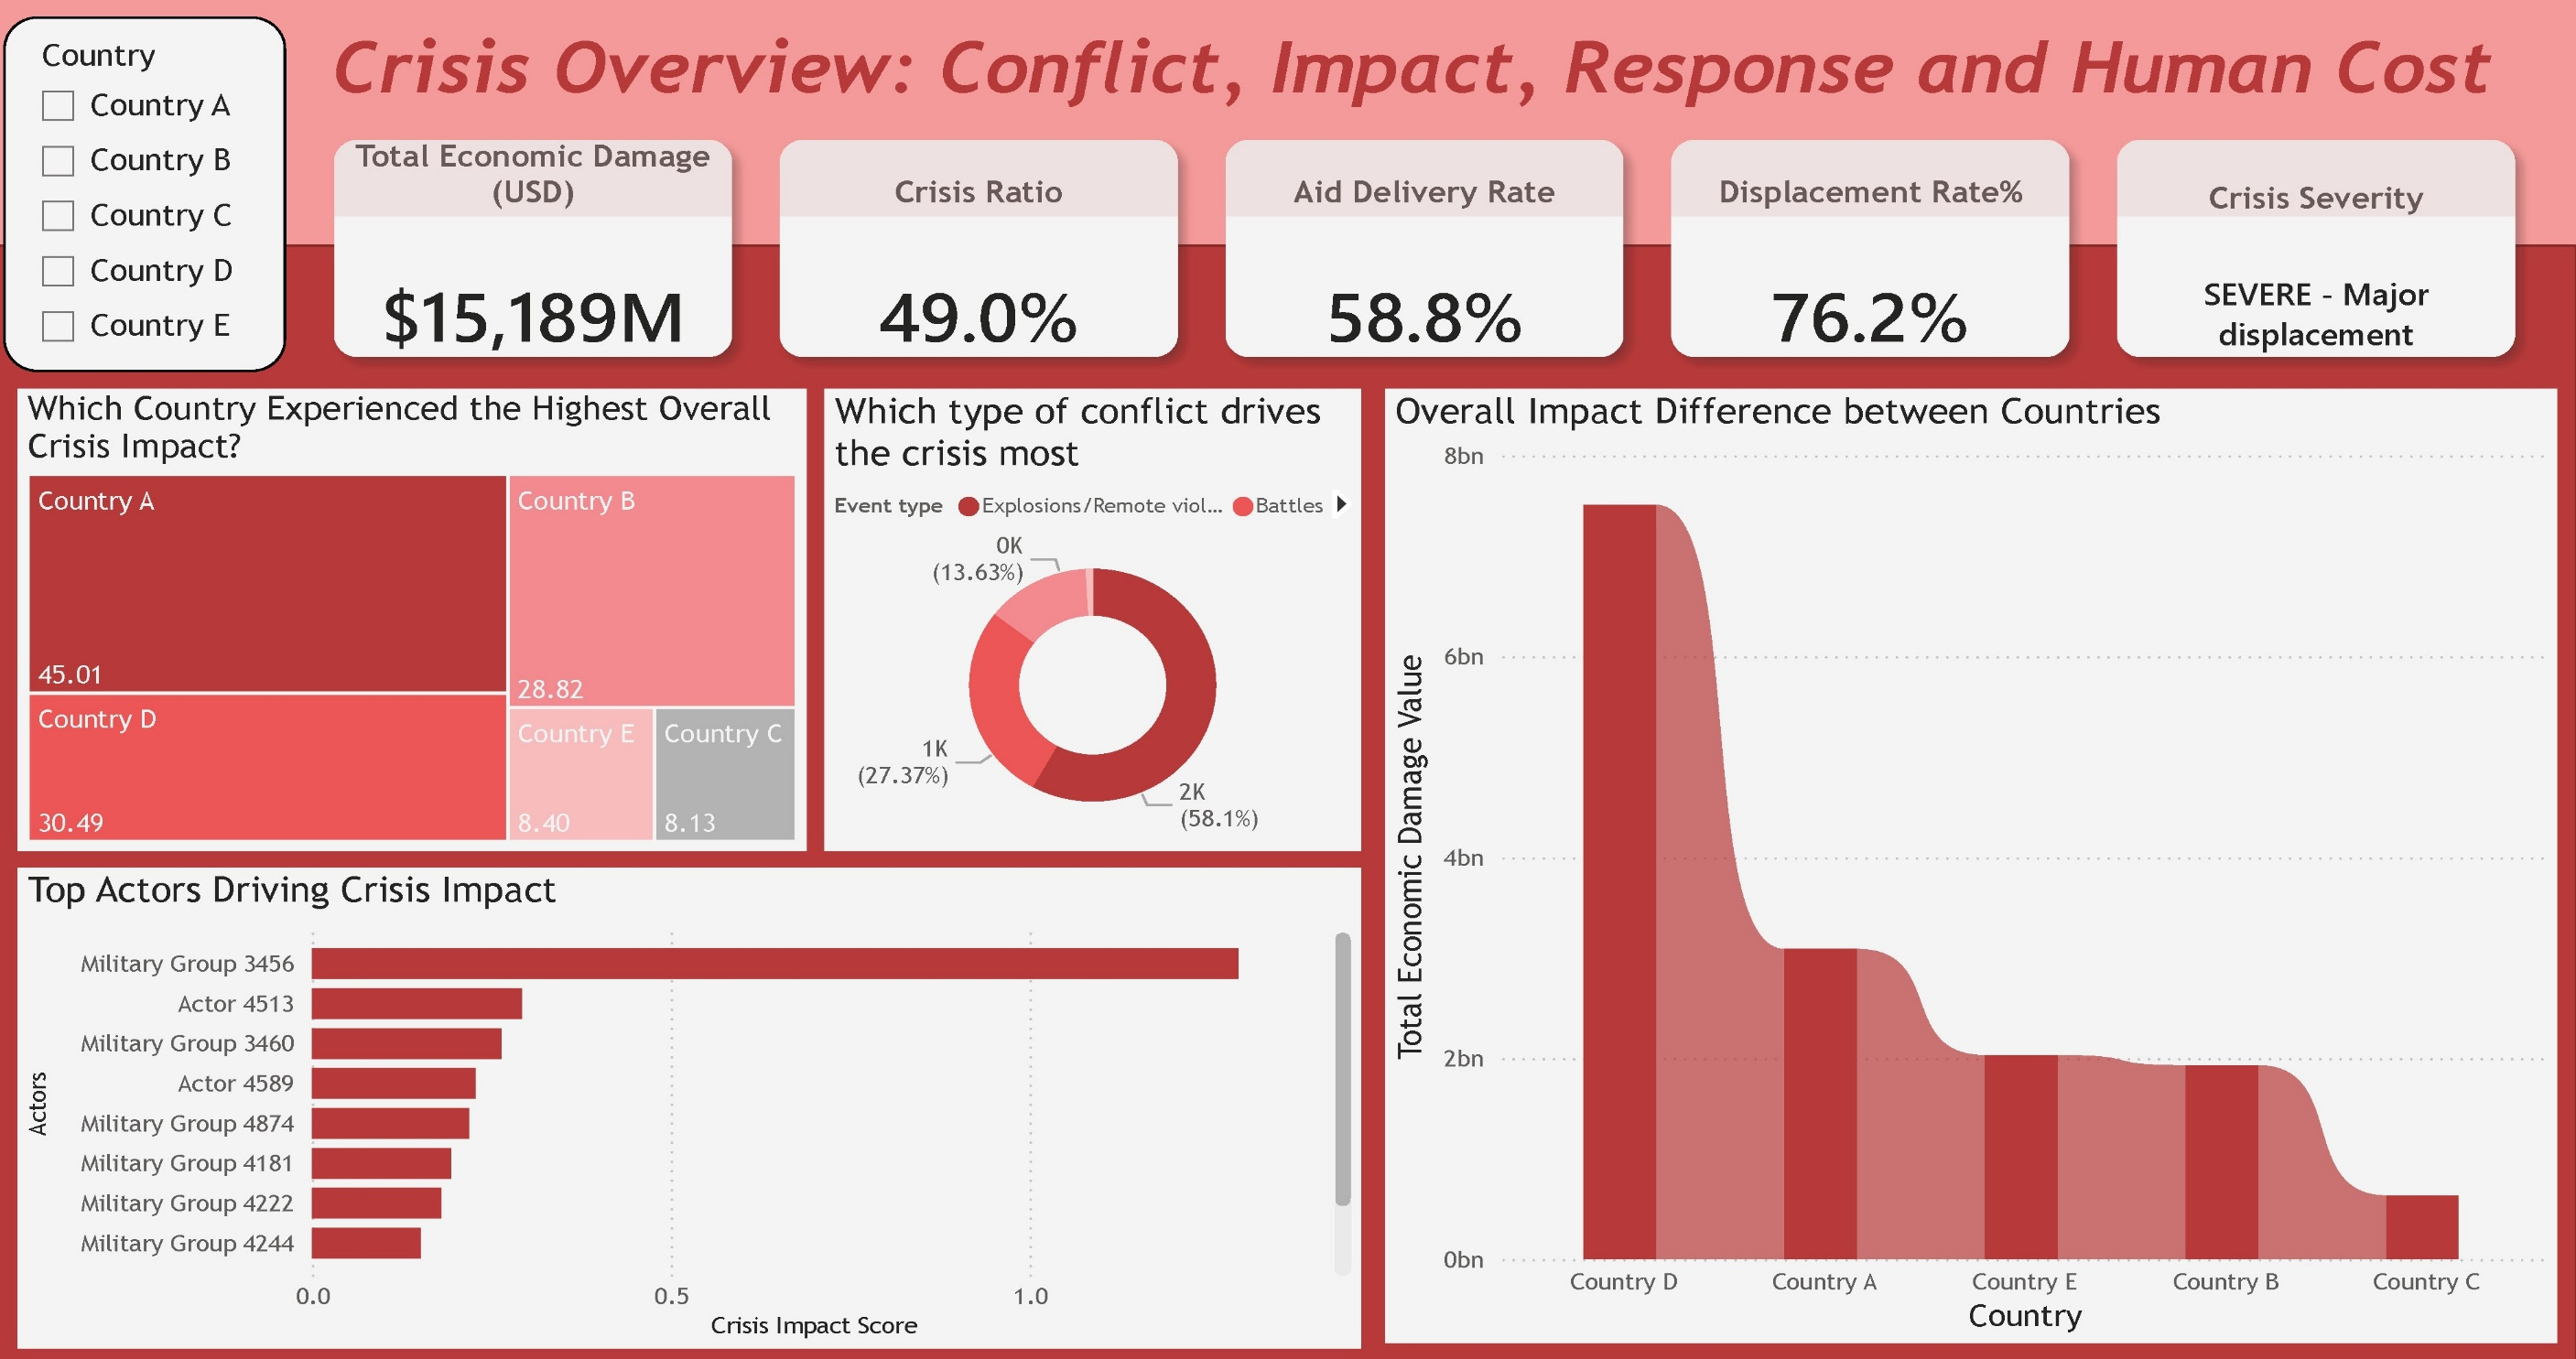 Country
Country A
Country B
Country C
Country D
Country E
Crisis Overview: Conflict, Impact, Response and Human Cost
Total Economic Damage
(USD)
$15,189M
Crisis Ratio
49.0%
Aid Delivery Rate
58.8%
Displacement Rate%
76.2%
Crisis Severity
SEVERE - Major
displacement
Which Country Experienced the Highest Overall
Crisis Impact?
Country A
45.01
Country B
28.82
Country D
30.49
Country E
8.40
Country C
8.13
Which type of conflict drives
the crisis most
Event type Explosions/Remote viol... Battles
0K
(13.63%)
1K
(27.37%)
2K
(58.1%)
Top Actors Driving Crisis Impact
Actors
Military Group 3456
Actor 4513
Military Group 3460
Actor 4589
Military Group 4874
Military Group 4181
Military Group 4222
Military Group 4244
0.0 0.5 1.0
Crisis Impact Score
Overall Impact Difference between Countries
Total Economic Damage Value
8bn
6bn
4bn
2bn
0bn
Country D Country A Country E Country B Country C
Country